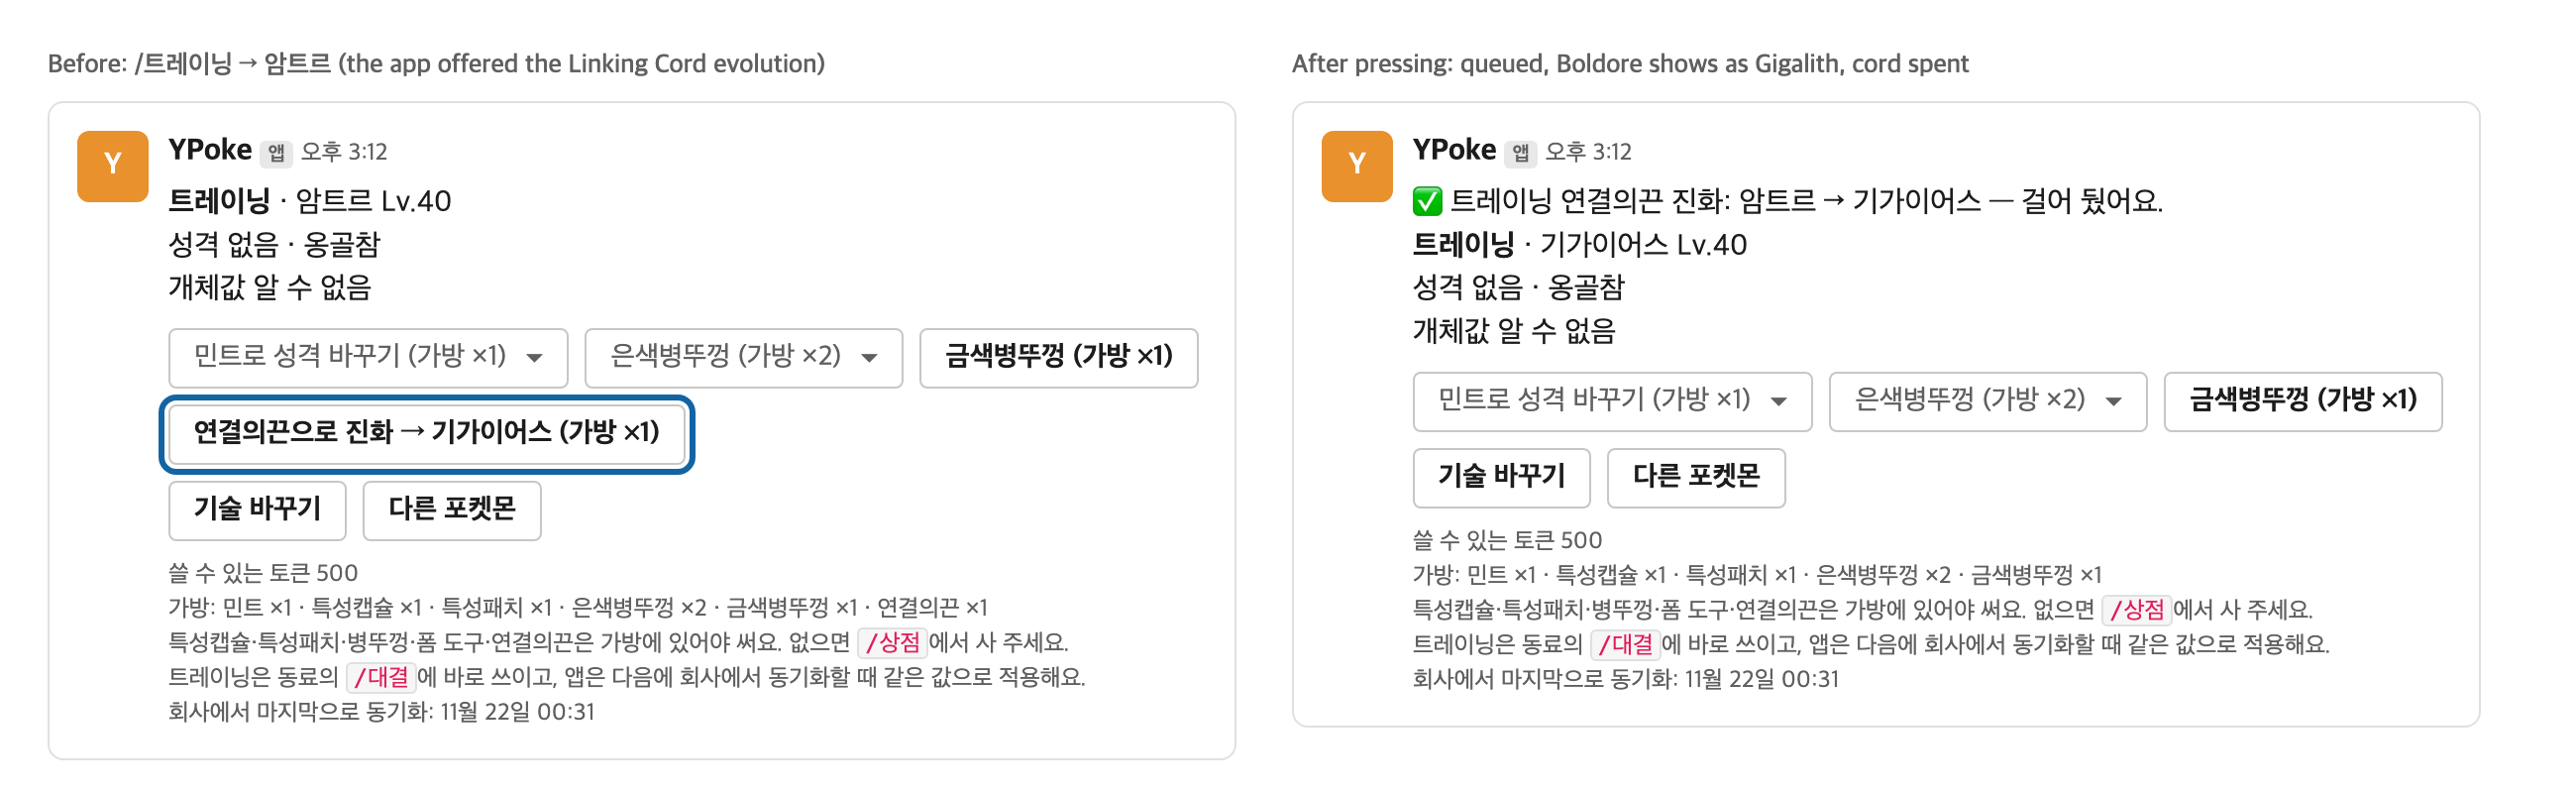 Before: /트레이닝 → 암트르 (the app offered the Linking Cord evolution)
Y
YPoke 앱 오후 3:12
트레이닝 · 암트르 Lv.40
성격 없음 · 옹골참
개체값 알 수 없음
민트로 성격 바꾸기 (가방 ×1)
은색병뚜껑 (가방 ×2)
금색병뚜껑 (가방 ×1)
연결의끈으로 진화 → 기가이어스 (가방 ×1)
기술 바꾸기
다른 포켓몬
쓸 수 있는 토큰 500
가방: 민트 ×1 · 특성캡슐 ×1 · 특성패치 ×1 · 은색병뚜껑 ×2 · 금색병뚜껑 ×1 · 연결의끈 ×1
특성캡슐·특성패치·병뚜껑·폼 도구·연결의끈은 가방에 있어야 써요. 없으면 /상점에서 사 주세요.
트레이닝은 동료의 /대결에 바로 쓰이고, 앱은 다음에 회사에서 동기화할 때 같은 값으로 적용해요.
회사에서 마지막으로 동기화: 11월 22일 00:31
After pressing: queued, Boldore shows as Gigalith, cord spent
Y
YPoke 앱 오후 3:12
✅ 트레이닝 연결의끈 진화: 암트르 → 기가이어스 — 걸어 뒀어요.
트레이닝 · 기가이어스 Lv.40
성격 없음 · 옹골참
개체값 알 수 없음
민트로 성격 바꾸기 (가방 ×1)
은색병뚜껑 (가방 ×2)
금색병뚜껑 (가방 ×1)
기술 바꾸기
다른 포켓몬
쓸 수 있는 토큰 500
가방: 민트 ×1 · 특성캡슐 ×1 · 특성패치 ×1 · 은색병뚜껑 ×2 · 금색병뚜껑 ×1
특성캡슐·특성패치·병뚜껑·폼 도구·연결의끈은 가방에 있어야 써요. 없으면 /상점에서 사 주세요.
트레이닝은 동료의 /대결에 바로 쓰이고, 앱은 다음에 회사에서 동기화할 때 같은 값으로 적용해요.
회사에서 마지막으로 동기화: 11월 22일 00:31